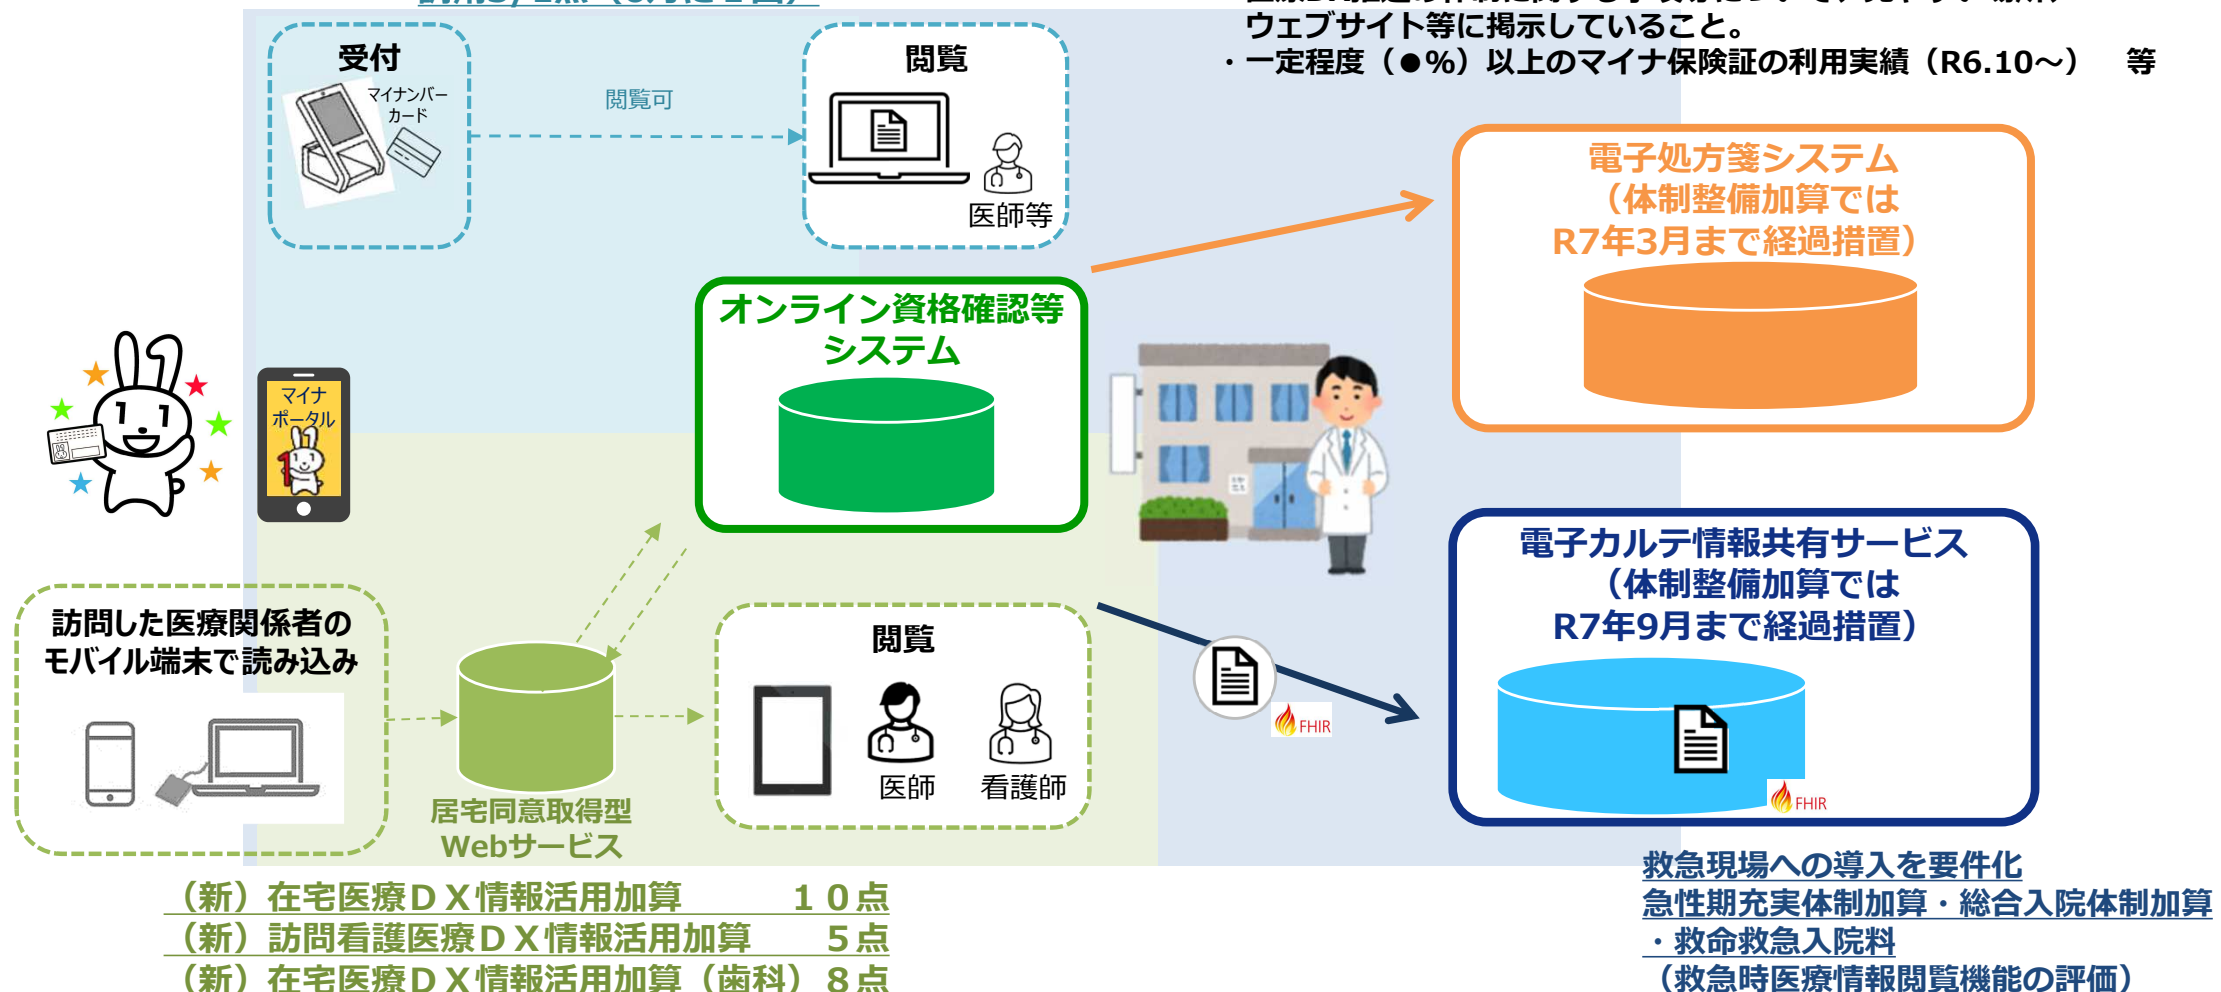 調剤3/1点（6月に1回）
ウェブサイト等に掲示していること。
・一定程度（●%）以上のマイナ保険証の利用実績（R6.10～）　等
受付
マイナンバー
カード
閲覧可
閲覧
医師等
電子処方箋システム
（体制整備加算では
R7年3月まで経過措置）
オンライン資格確認等
システム
マイナ
ポータル
電子カルテ情報共有サービス
（体制整備加算では
R7年9月まで経過措置）
FHIR
FHIR
訪問した医療関係者の
モバイル端末で読み込み
居宅同意取得型
Webサービス
閲覧
医師
看護師
（新）在宅医療ＤＸ情報活用加算　　　１０点
（新）訪問看護医療ＤＸ情報活用加算　　５点
（新）在宅医療ＤＸ情報活用加算（歯科）８点
救急現場への導入を要件化
急性期充実体制加算・総合入院体制加算
・救命救急入院料
（救急時医療情報閲覧機能の評価）